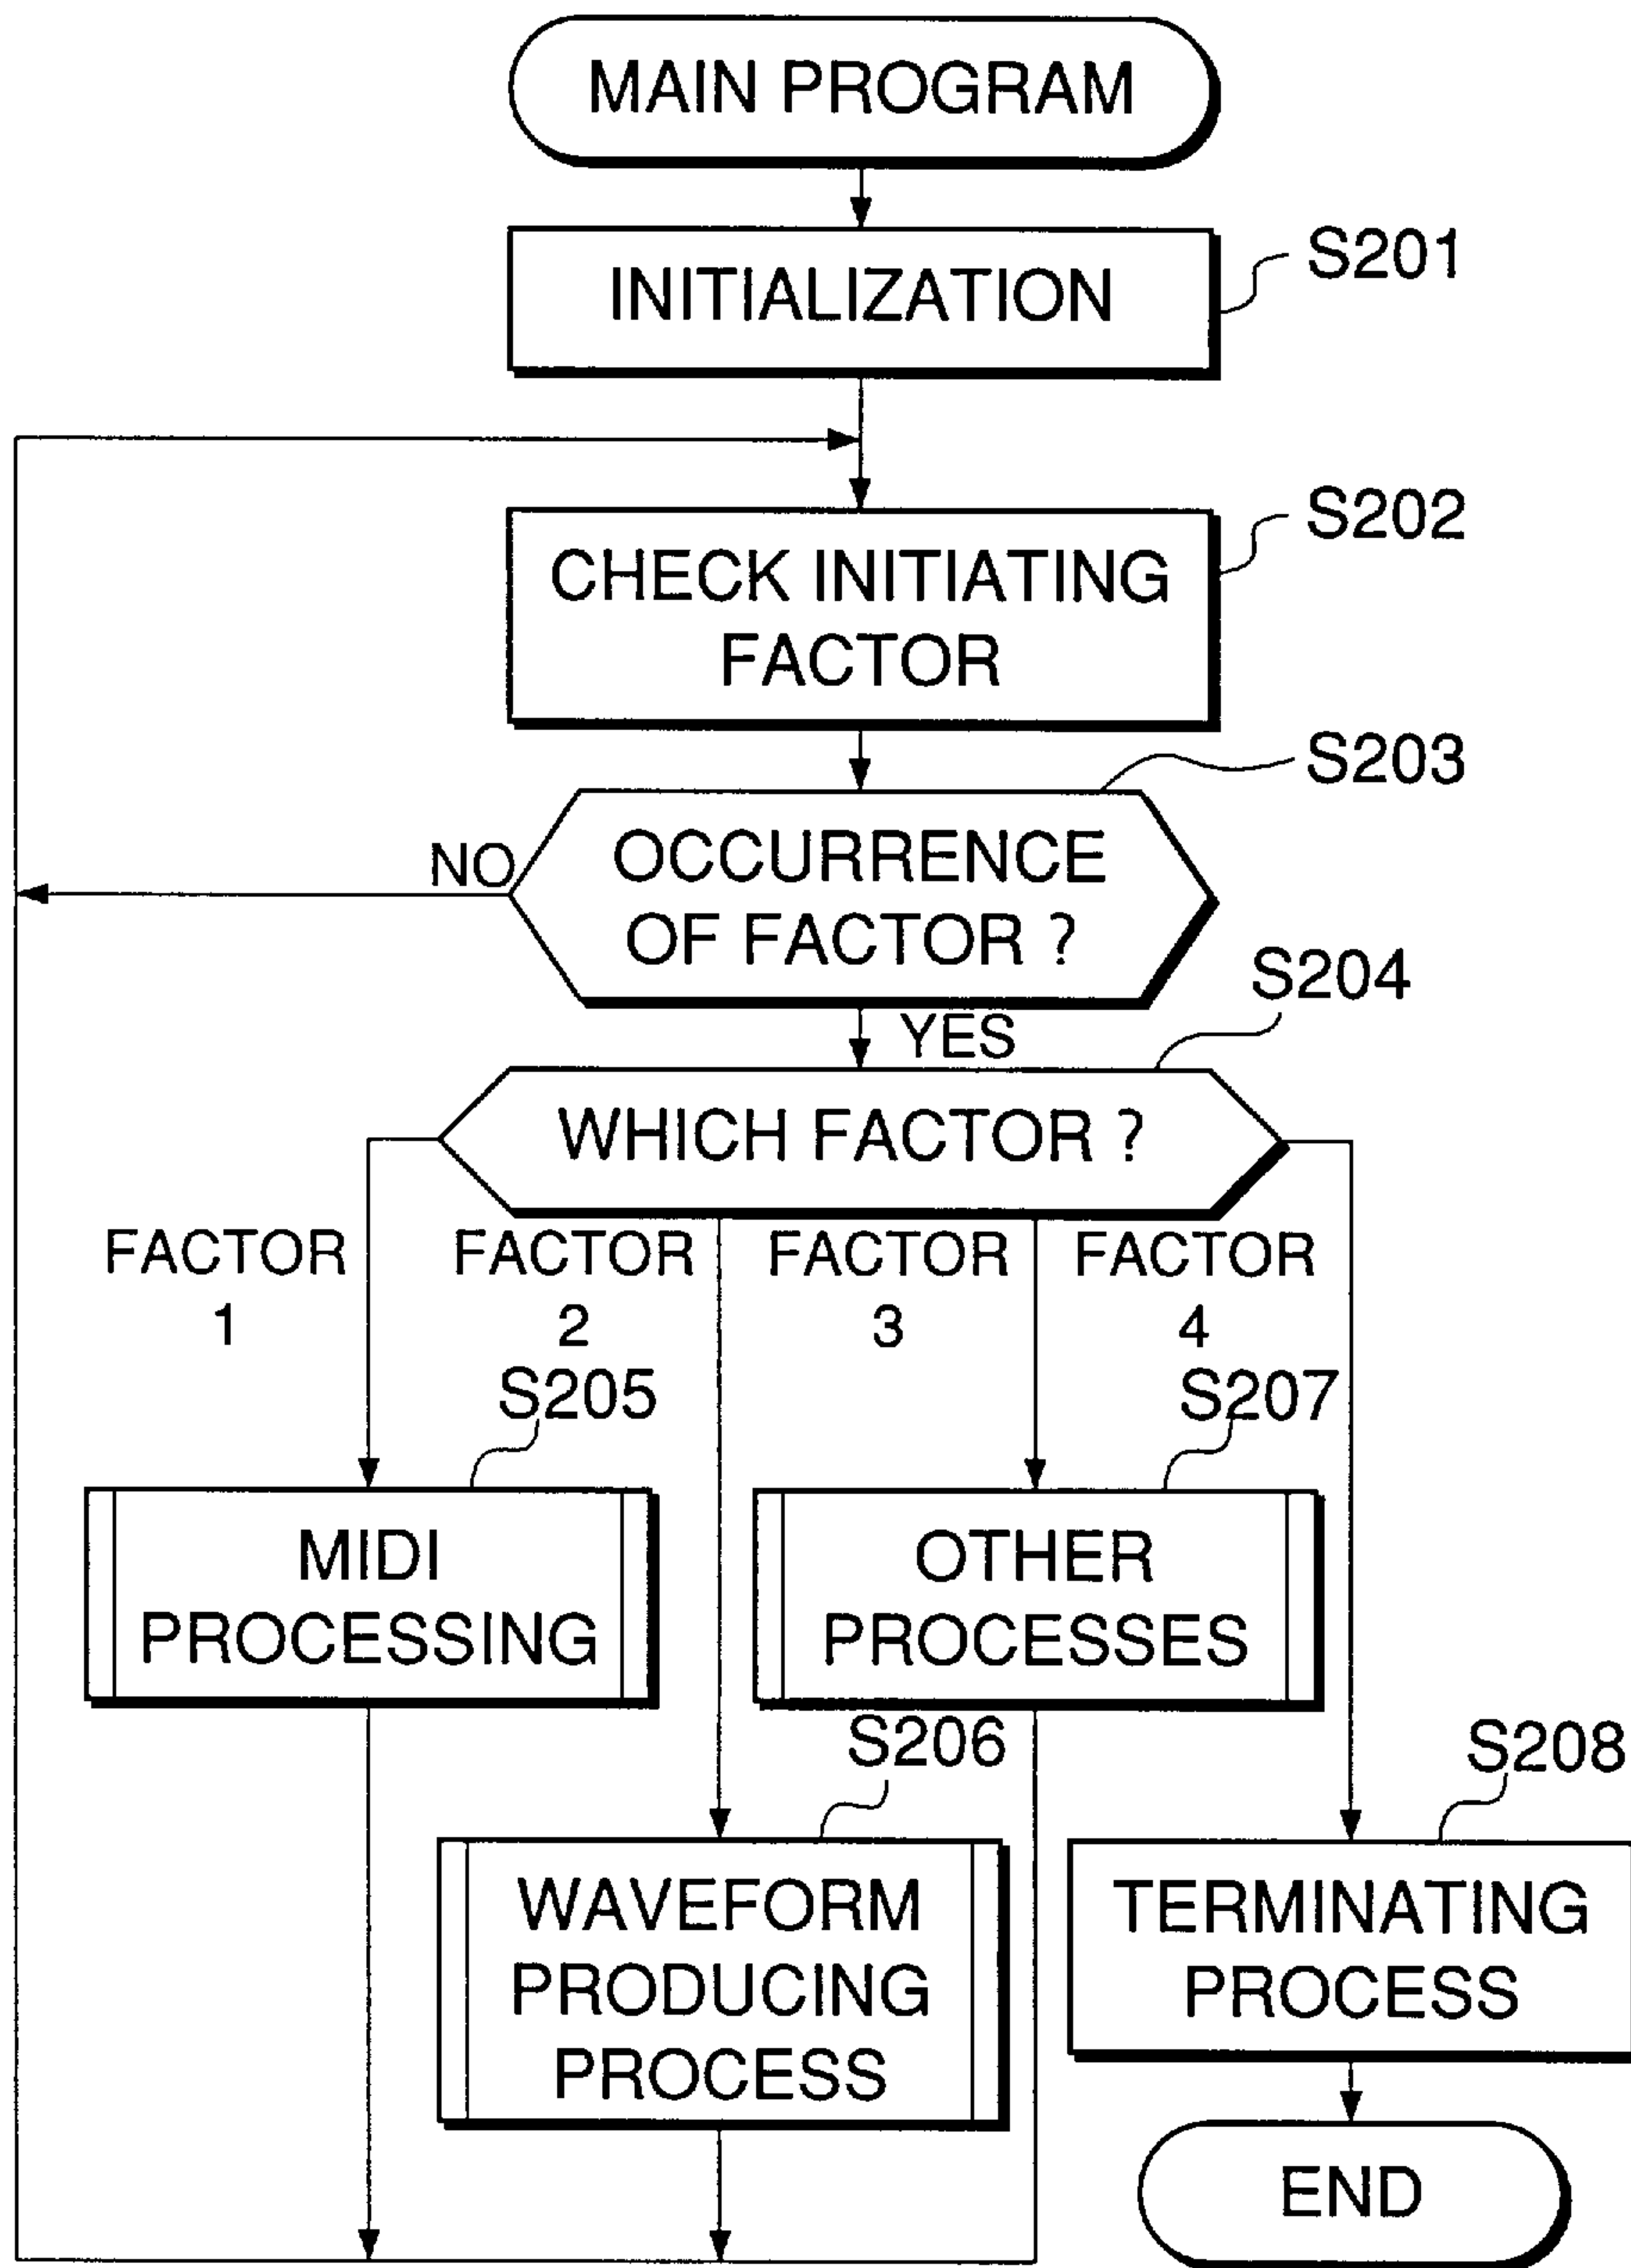 MAIN PROGRAM
INITIALIZATION
S201
CHECK INITIATING
FACTOR
S202
OCCURRENCE
OF FACTOR ?
S203
NO
YES
WHICH FACTOR ?
S204
FACTOR
1
FACTOR
2
FACTOR
3
FACTOR
4
S205
MIDI
PROCESSING
S207
OTHER
PROCESSES
S206
WAVEFORM
PRODUCING
PROCESS
S208
TERMINATING
PROCESS
END